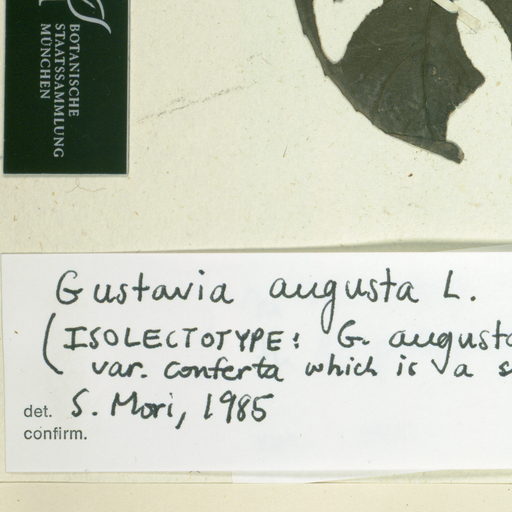 BOTANISCHE
STAATSSAMMLUNG
MÜNCHEN
Gustavia augusta L.
(ISOLECTOTYPE: G. augusta
var. conferta which is a s
det. S. Mori, 1985
confirm.